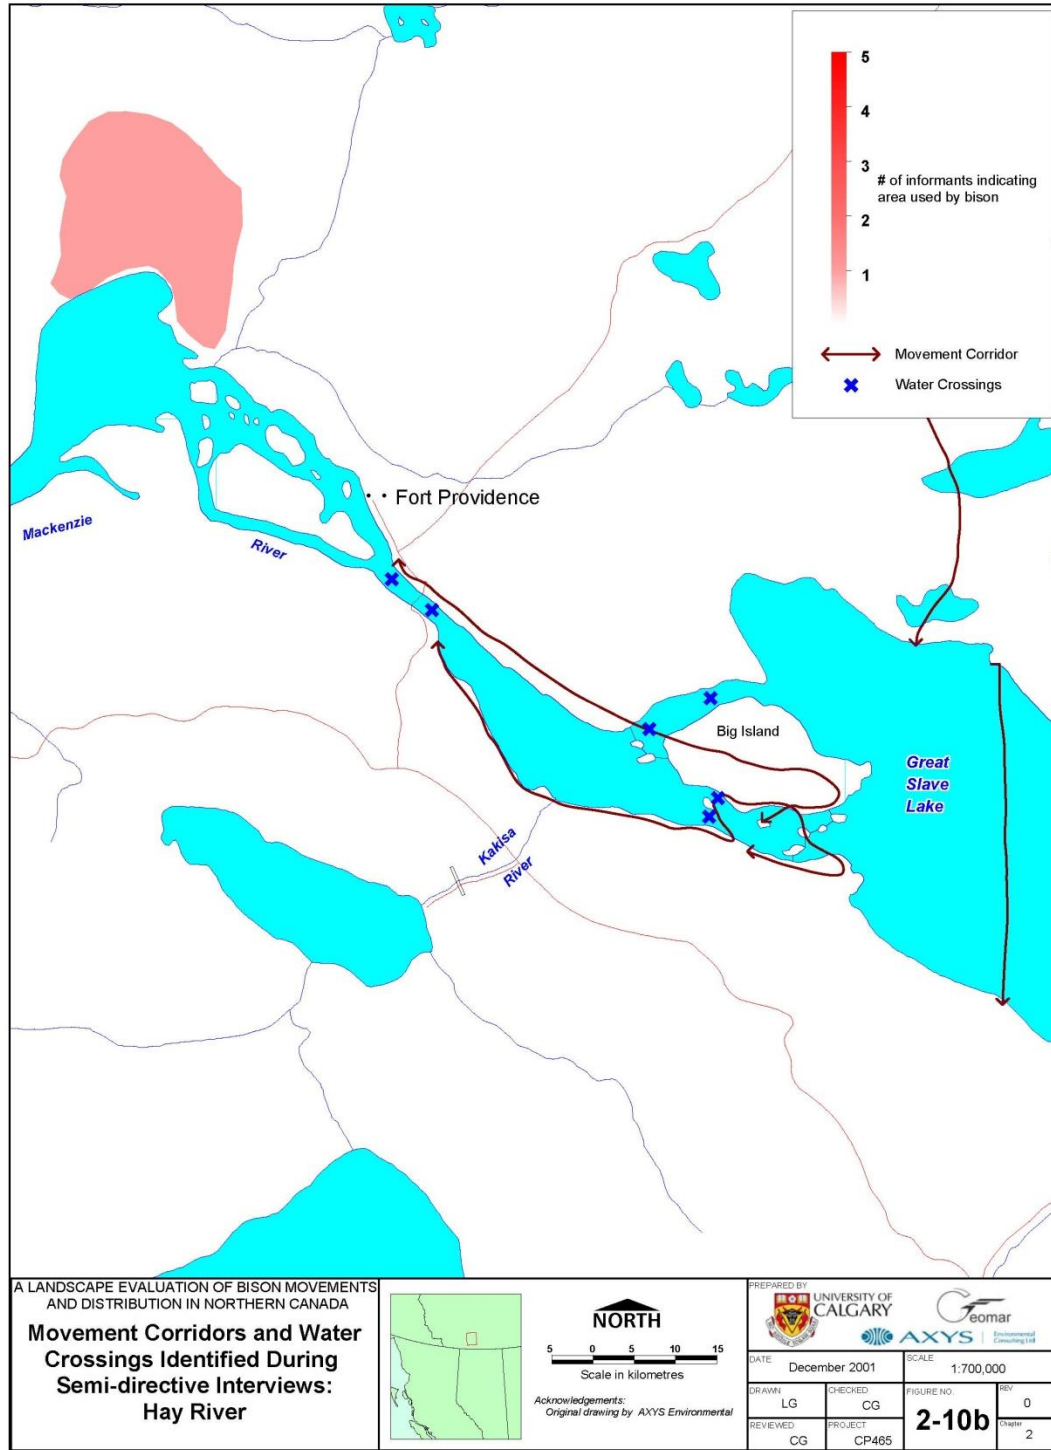 5
4
3
2
1
# of informants indicating
area used by bison
Movement Corridor
Water Crossings
Fort Providence
Mackenzie
River
Big Island
Great
Slave
Lake
Kakisa
River
A LANDSCAPE EVALUATION OF BISON MOVEMENTS
AND DISTRIBUTION IN NORTHERN CANADA
Movement Corridors and Water
Crossings Identified During
Semi-directive Interviews:
Hay River
NORTH
5 0 5 10 15
Scale in kilometres
Acknowledgements:
Original drawing by AXYS Environmental
PREPARED BY
UNIVERSITY OF
CALGARY
Geomar
AXYS
Environmental
Consulting Ltd
DATE
December 2001
SCALE
1:700,000
DRAWN
LG
CHECKED
CG
FIGURE NO.
2-10b
REV
0
REVIEWED
CG
PROJECT
CP465
Chapter
2